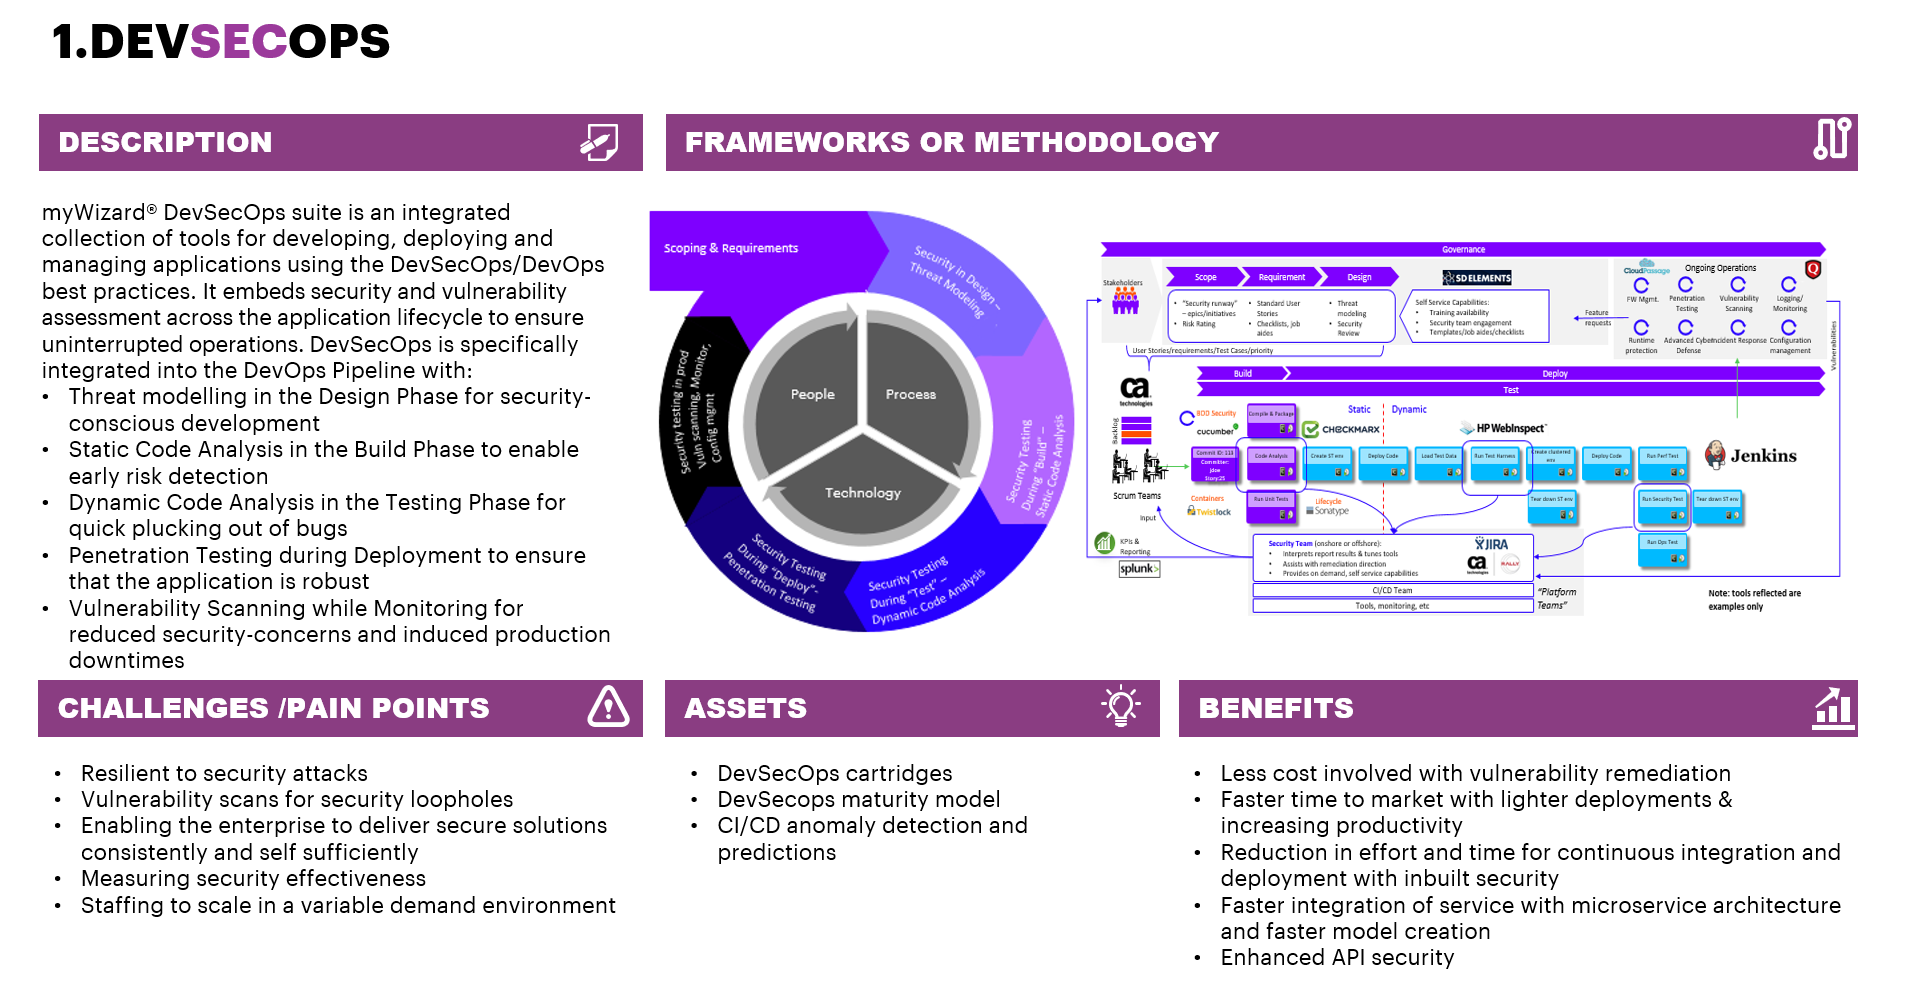 1.DEVSECOPS
DESCRIPTION
myWizard® DevSecOps suite is an integrated
collection of tools for developing, deploying and
managing applications using the DevSecOps/DevOps
best practices. It embeds security and vulnerability
assessment across the application lifecycle to ensure
uninterrupted operations. DevSecOps is specifically
integrated into the DevOps Pipeline with:
• Threat modelling in the Design Phase for security-
conscious development
• Static Code Analysis in the Build Phase to enable
early risk detection
• Dynamic Code Analysis in the Testing Phase for
quick plucking out of bugs
• Penetration Testing during Deployment to ensure
that the application is robust
• Vulnerability Scanning while Monitoring for
reduced security-concerns and induced production
downtimes
FRAMEWORKS OR METHODOLOGY
Scoping & Requirements
Security in Design –
Threat Modeling
Security Testing
During "Build" –
Static Code Analysis
Security Testing
During "Test" –
Dynamic Code Analysis
Security Testing
During "Deploy"-
Penetration Testing
Security testing in prod
Vuln scanning, Monitor,
Config mgmt
People
Process
Technology
Governance
Stakeholders
Scope
Requirement
Design
• "Security runway"
– epics/initiatives
• Risk Rating
• Standard User
Stories
• Checklists, job
aides
• Threat
modeling
• Security
Review
SD ELEMENTS
Self Service Capabilities:
• Training availability
• Security team engagement
• Templates/Job aides/checklists
Feature
requests
CloudPassage
Ongoing Operations
FW Mgmt.
Penetration
Testing
Vulnerability
Scanning
Logging/
Monitoring
Runtime
protection
Advanced Cyber
Defense
Incident Response
Configuration
management
Vulnerabilities
User Stories/requirements/Test Cases/priority
Build
Deploy
Test
ca
technologies
Backlog
Scrum Teams
BDD Security
cucumber
Compile & Package
Static
Dynamic
CHECKMARX
HP WebInspect
Commit ID: 113
Committer:
jdoe
Story:25
Code Analysis
Create ST env
Deploy Code
Load Test Data
Run Test Harness
Create clustered
env
Deploy Code
Run Perf Test
Jenkins
Containers
Twistlock
Run Unit Tests
Lifecycle
Sonatype
Tear down ST env
Run Security Test
Tear down ST env
Run Ops Test
Input
KPIs &
Reporting
splunk>
Security Team (onshore or offshore):
• Interprets report results & tunes tools
• Assists with remediation direction
• Provides on demand, self service capabilities
JIRA
ca
technologies
RALLY
CI/CD Team
Tools, monitoring, etc
"Platform
Teams"
Note: tools reflected are
examples only
CHALLENGES /PAIN POINTS
• Resilient to security attacks
• Vulnerability scans for security loopholes
• Enabling the enterprise to deliver secure solutions
consistently and self sufficiently
• Measuring security effectiveness
• Staffing to scale in a variable demand environment
ASSETS
• DevSecOps cartridges
• DevSecops maturity model
• CI/CD anomaly detection and
predictions
BENEFITS
• Less cost involved with vulnerability remediation
• Faster time to market with lighter deployments &
increasing productivity
• Reduction in effort and time for continuous integration and
deployment with inbuilt security
• Faster integration of service with microservice architecture
and faster model creation
• Enhanced API security